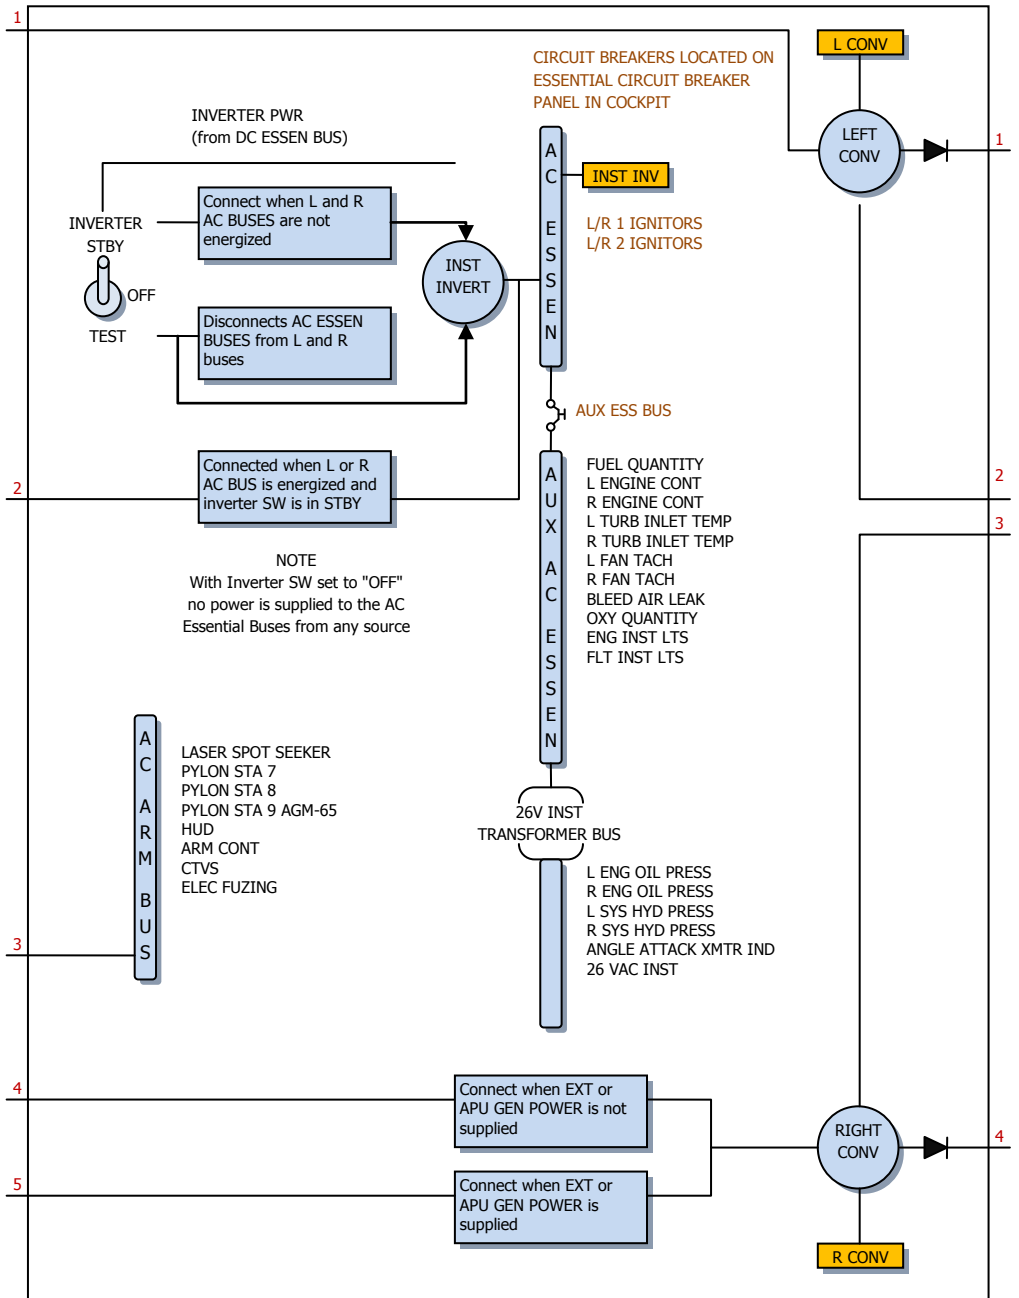 1
L CONV
CIRCUIT BREAKERS LOCATED ON
ESSENTIAL CIRCUIT BREAKER
PANEL IN COCKPIT
INVERTER PWR
(from DC ESSEN BUS)
LEFT
CONV
1
AC ESSEN
INST INV
Connect when L and R
AC BUSES are not
energized
INVERTER
STBY
OFF
TEST
L/R 1 IGNITORS
L/R 2 IGNITORS
INST
INVERT
Disconnects AC ESSEN
BUSES from L and R
buses
AUX ESS BUS
2
Connected when L or R
AC BUS is energized and
inverter SW is in STBY
AUX AC ESSEN
FUEL QUANTITY
L ENGINE CONT
R ENGINE CONT
L TURB INLET TEMP
R TURB INLET TEMP
L FAN TACH
R FAN TACH
BLEED AIR LEAK
OXY QUANTITY
ENG INST LTS
FLT INST LTS
2
3
NOTE
With Inverter SW set to "OFF"
no power is supplied to the AC
Essential Buses from any source
AC ARM BUS
LASER SPOT SEEKER
PYLON STA 7
PYLON STA 8
PYLON STA 9 AGM-65
HUD
ARM CONT
CTVS
ELEC FUZING
26V INST
TRANSFORMER BUS
L ENG OIL PRESS
R ENG OIL PRESS
L SYS HYD PRESS
R SYS HYD PRESS
ANGLE ATTACK XMTR IND
26 VAC INST
3
4
Connect when EXT or
APU GEN POWER is not
supplied
RIGHT
CONV
4
5
Connect when EXT or
APU GEN POWER is
supplied
R CONV